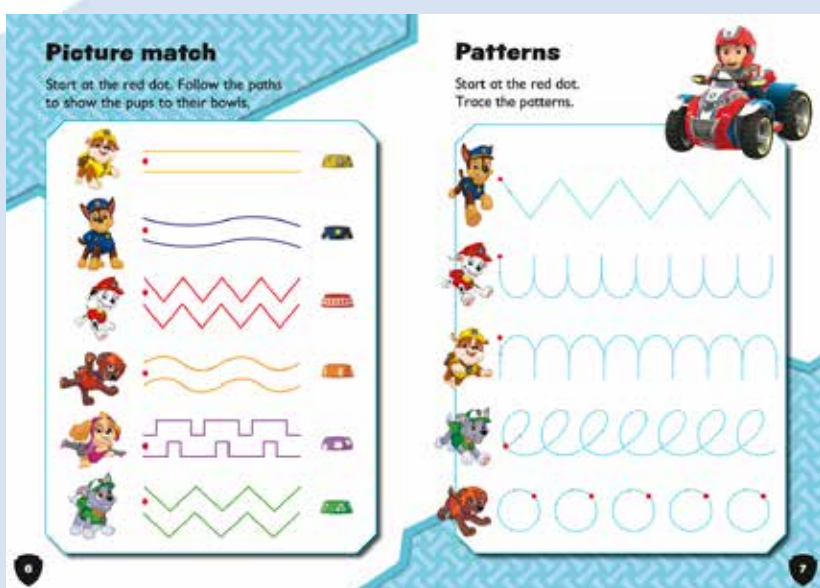 Picture match
Start at the red dot. Follow the paths
to show the pups to their bowls.
6
Patterns
Start at the red dot.
Trace the patterns.
7